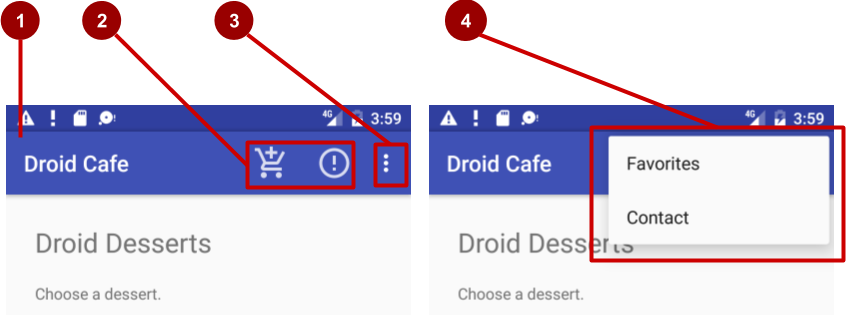 1
2
3
4
4G 3:59
Droid Cafe
Droid Desserts
Choose a dessert.
4G 3:59
Droid Cafe
Favorites
Contact
Droid Desserts
Choose a dessert.